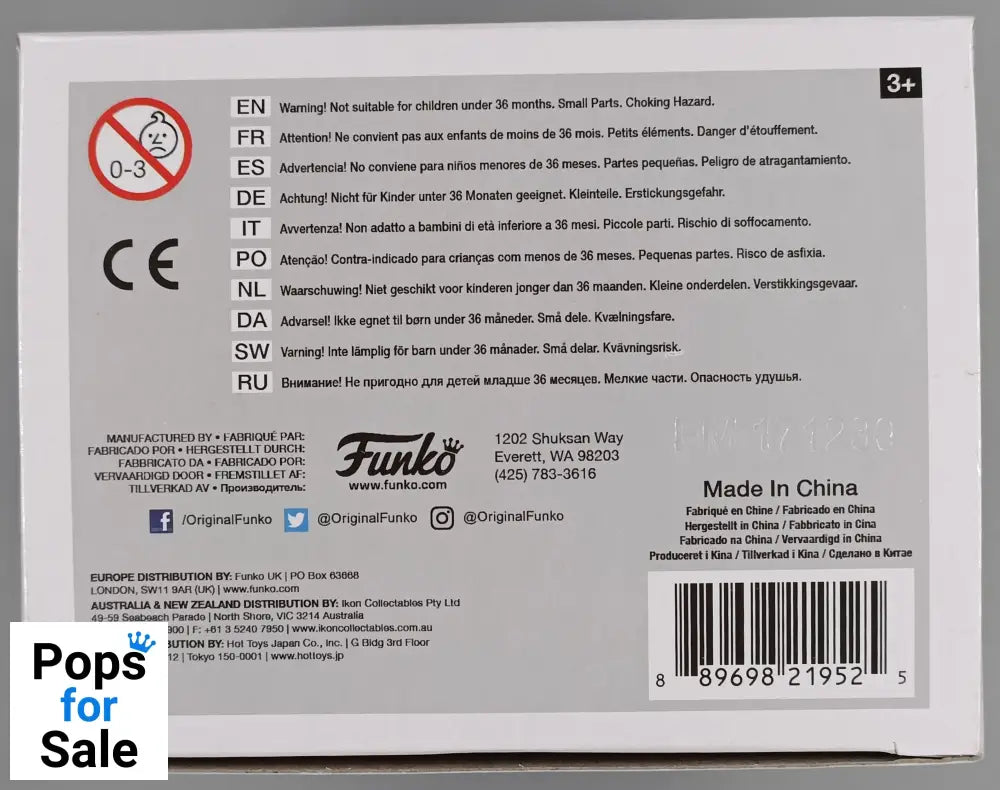 3+
0-3
CE
EN Warning! Not suitable for children under 36 months. Small Parts. Choking Hazard.
FR Attention! Ne convient pas aux enfants de moins de 36 mois. Petits éléments. Danger d'étouffement.
ES Advertencia! No conviene para niños menores de 36 meses. Partes pequeñas. Peligro de atragantamiento.
DE Achtung! Nicht für Kinder unter 36 Monaten geeignet. Kleinteile. Erstickungsgefahr.
IT Avvertenza! Non adatto a bambini di età inferiore a 36 mesi. Piccole parti. Rischio di soffocamento.
PO Atenção! Contra-indicado para crianças com menos de 36 meses. Pequenas partes. Risco de asfixia.
NL Waarschuwing! Niet geschikt voor kinderen jonger dan 36 maanden. Kleine onderdelen. Verstikkingsgevaar.
DA Advarsel! Ikke egnet til børn under 36 måneder. Små dele. Kvælningsfare.
SW Varning! Inte lämplig för barn under 36 månader. Små delar. Kvävningsrisk.
RU Внимание! Не пригодно для детей младше 36 месяцев. Мелкие части. Опасность удушья.
MANUFACTURED BY • FABRIQUÉ PAR:
FABRICADO POR • HERGESTELLT DURCH:
FABBRICATO DA • FABRICADO POR:
VERVAARDIGD DOOR • FREMSTILLET AF:
TILLVERKAD AV • Производитель:
Funko
www.funko.com
1202 Shuksan Way
Everett, WA 98203
(425) 783-3616
/OriginalFunko @OriginalFunko @OriginalFunko
171230
Made In China
Fabriqué en Chine / Fabricado en China
Hergestellt in China / Fabbricato in Cina
Fabricado na China / Vervaardigd in China
Produceret i Kina / Tillverkad i Kina / Сделано в Китае
EUROPE DISTRIBUTION BY: Funko UK | PO Box 63668
LONDON, SW11 9AR (UK) | www.funko.com
AUSTRALIA & NEW ZEALAND DISTRIBUTION BY: Ikon Collectables Pty Ltd
49-59 Seabeach Parade | North Shore, VIC 3214 Australia
900 | F: +61 3 5240 7950 | www.ikoncollectables.com.au
UTION BY: Hot Toys Japan Co., Inc. | G Bldg 3rd Floor
12 | Tokyo 150-0001 | www.hottoys.jp
8 89698 21952 5
Pops
for
Sale